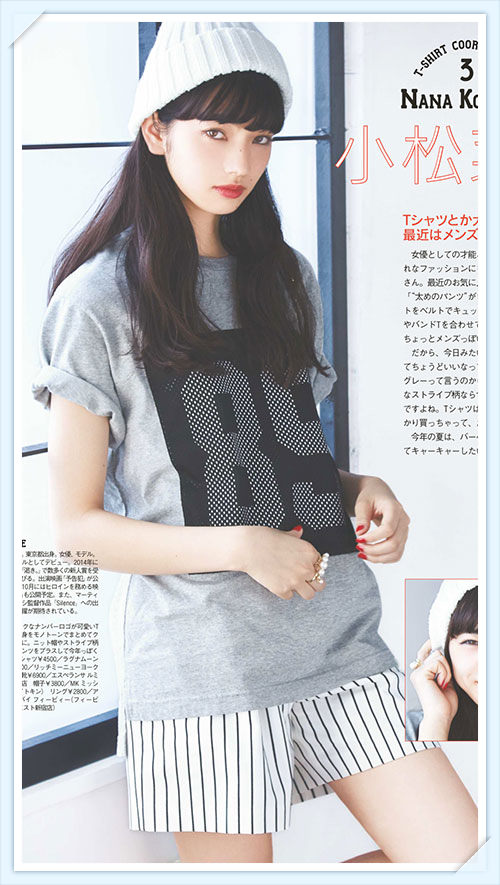 T-SHIRT COOR
3
NANA KO
小松
Tシャツとかメ
最近はメンズ
女優としての才能
れなファッションに
さん。最近のお気に
「"太めのパンツ"が
トをベルトでキュッ
やバンドTを合わせて
ちょっとメンズっぽい
だから、今日みたい
てちょうどいいなっ
グレーって言うのか
なストライプ柄なら
ですよね。Tシャツは
かり買っちゃって、
今年の夏は、バー
てキャーキャーした
89
E
東京都出身。女優、モデル。
ルとしてデビュー。2014年に
『渇き。』で数多くの新人賞を受
びる。出演映画『予告犯』が公
10月にはヒロインを務める映
も公開予定。また、マーティ
シ監督作品『Silence』への出
躍が期待されている。
クなナンバーロゴが可愛いT
身をモノトーンでまとめてク
に。ニット帽やストライプ柄
ンツをプラスして今年っぽく
シャツ¥4500／ラグナムーン
00／リッチミーニューヨーク
靴¥6900／エスペランサ ルミ
店 帽子¥3800／MK ミッシ
トキン) リング¥2800／ア
バイ フィービィー(フィービ
スト新宿店)